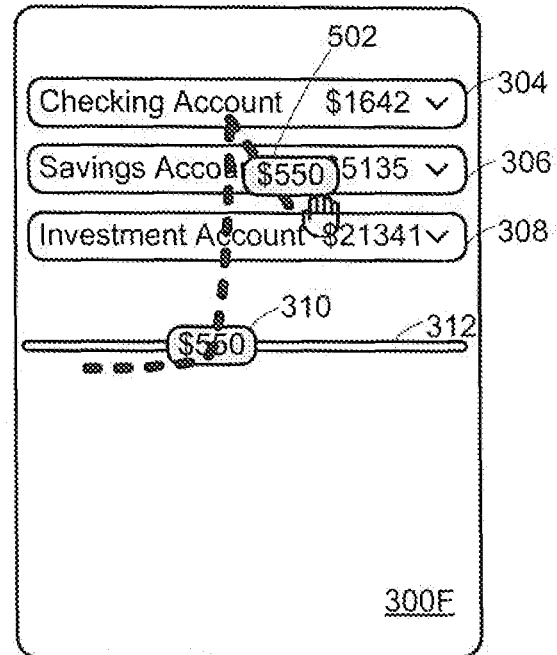 502
Checking Account $1642
304
Savings Accou $550 5135
306
Investment Account $21341
308
310
312
$550
300F